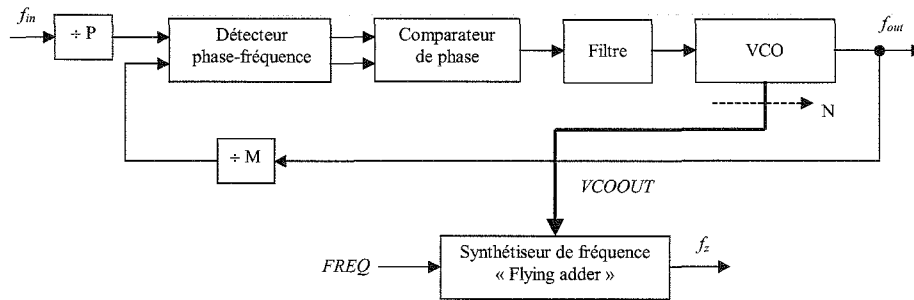 f_in
÷ P
Détecteur
phase-fréquence
Comparateur
de phase
Filtre
VCO
f_out
N
÷ M
VCOOUT
FREQ
Synthétiseur de fréquence
« Flying adder »
f_z